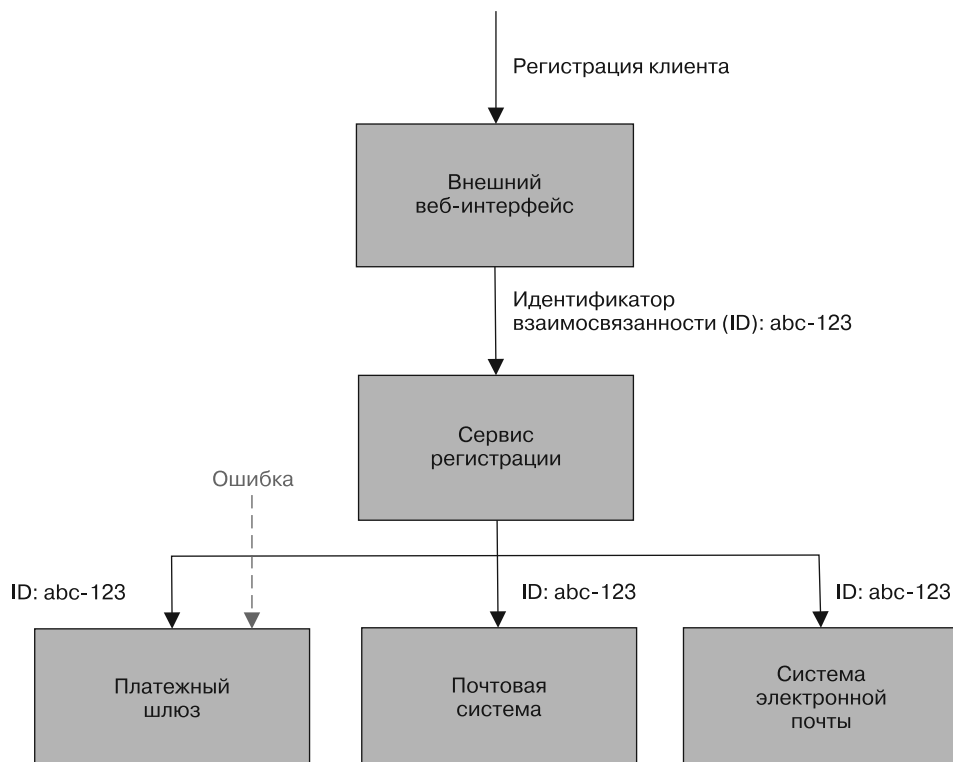 Регистрация клиента
Внешний
веб-интерфейс
Идентификатор
взаимосвязанности (ID): abc-123
Сервис
регистрации
Ошибка
ID: abc-123
ID: abc-123
ID: abc-123
Платежный
шлюз
Почтовая
система
Система
электронной
почты